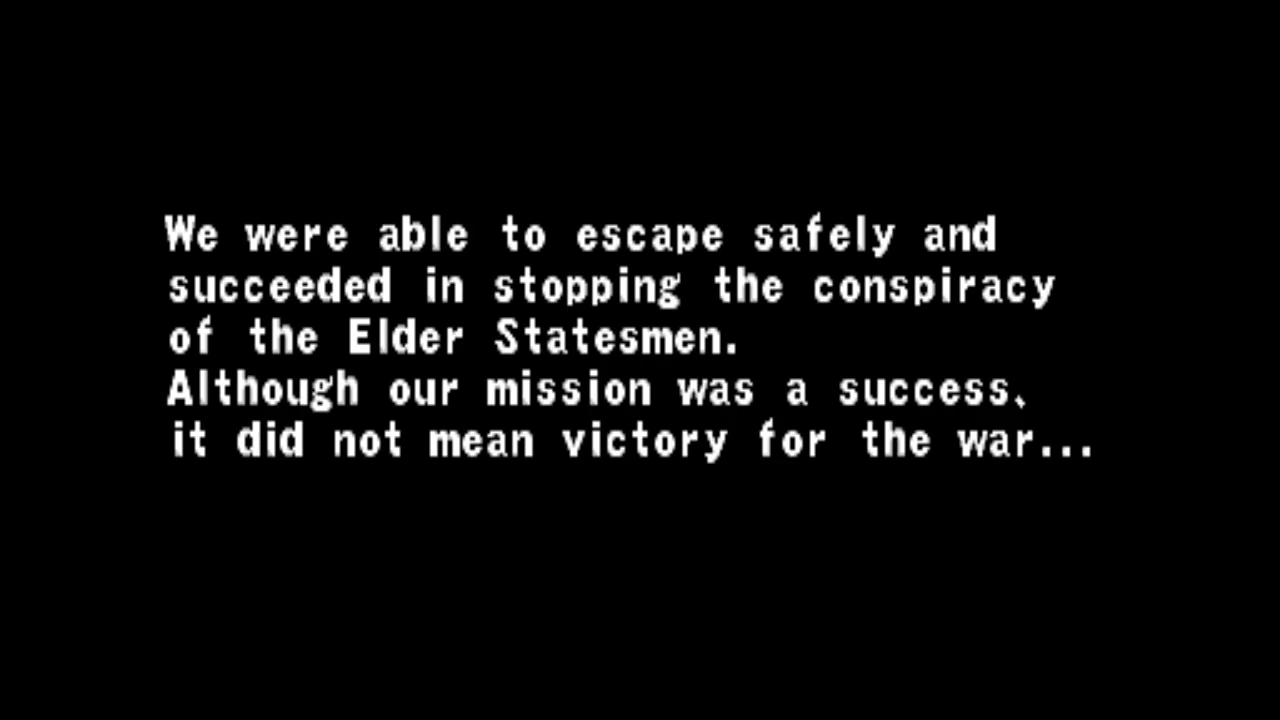 We were able to escape safely and
succeeded in stopping the conspiracy
of the Elder Statesmen.
Although our mission was a success、
it did not mean victory for the war...